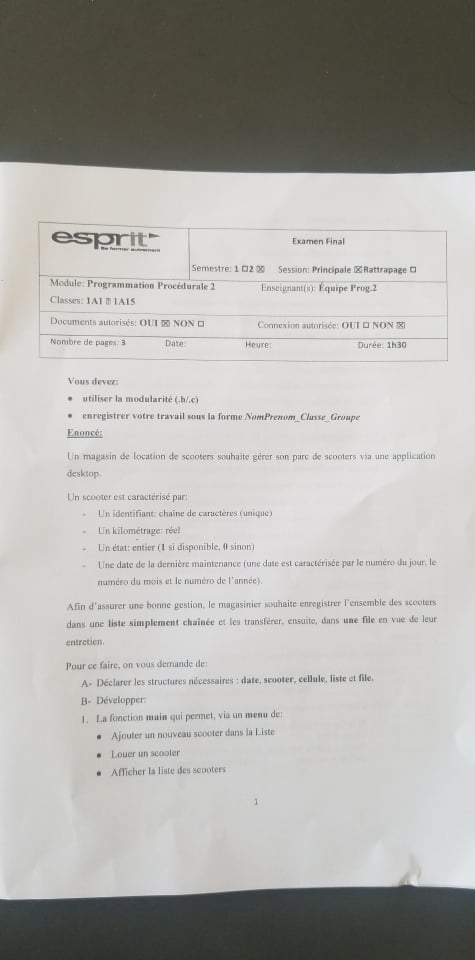 esprit
Se former autrement
Examen Final
Semestre: 1 ☐2 ☒ Session: Principale ☒Rattrapage ☐
Module: Programmation Procédurale 2 Enseignant(s): Équipe Prog.2
Classes: 1A1 1A15
Documents autorisés: OUI ☒ NON ☐ Connexion autorisée: OUI ☐ NON ☒
Nombre de pages: 3 Date: Heure: Durée: 1h30
Vous devez:
• utiliser la modularité (.h/.c)
• enregistrer votre travail sous la forme NomPrenom_Classe_Groupe
Enoncé:
Un magasin de location de scooters souhaite gérer son parc de scooters via une application
desktop.
Un scooter est caractérisé par:
- Un identifiant: chaîne de caractères (unique)
- Un kilométrage: réel
- Un état: entier (1 si disponible, 0 sinon)
- Une date de la dernière maintenance (une date est caractérisée par le numéro du jour, le
numéro du mois et le numéro de l'année).
Afin d'assurer une bonne gestion, le magasinier souhaite enregistrer l'ensemble des scooters
dans une liste simplement chaînée et les transférer, ensuite, dans une file en vue de leur
entretien.
Pour ce faire, on vous demande de:
A- Déclarer les structures nécessaires : date, scooter, cellule, liste et file.
B- Développer:
1. La fonction main qui permet, via un menu de:
• Ajouter un nouveau scooter dans la Liste
• Louer un scooter
• Afficher la liste des scooters
1